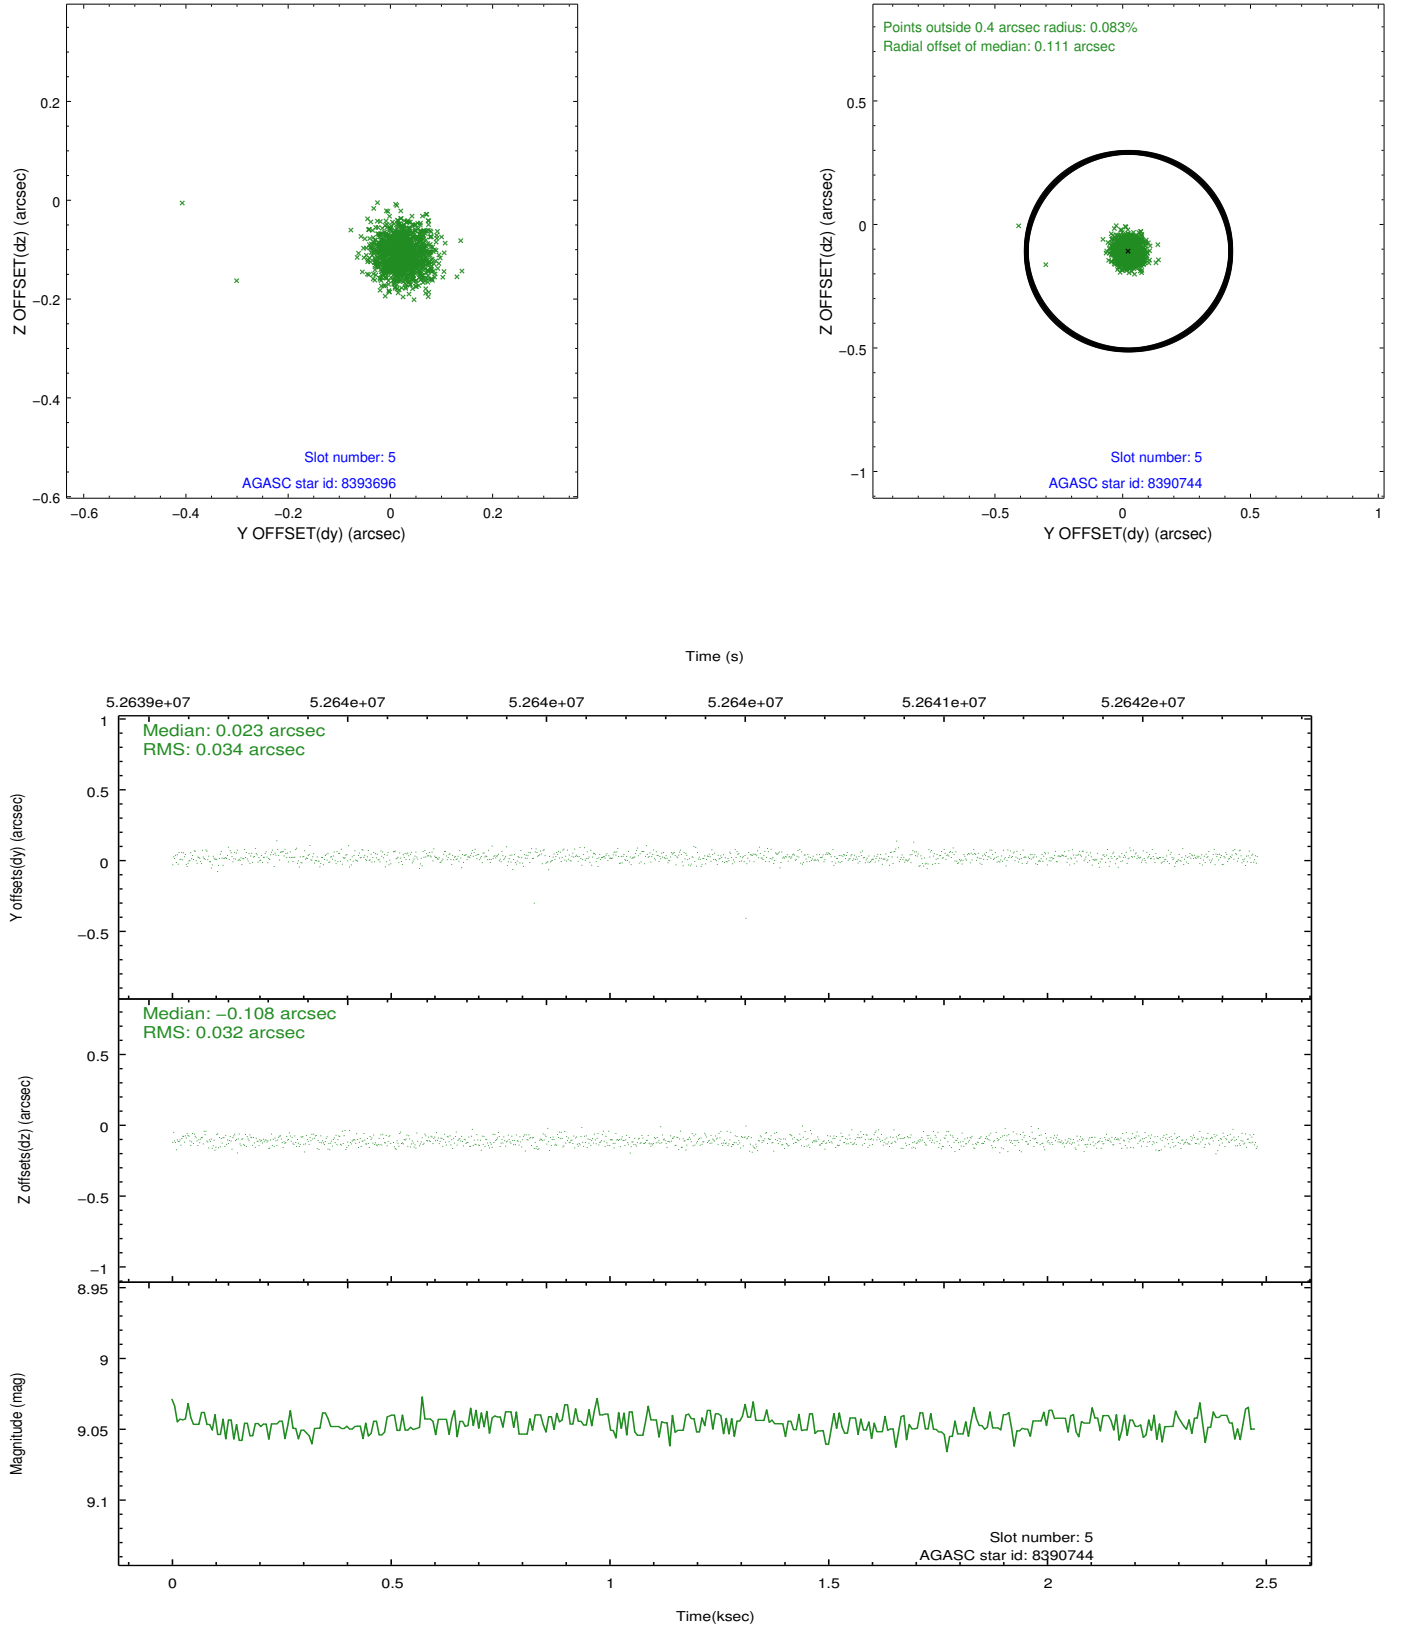 0.2
0
−0.2
−0.4
−0.6
−0.6
−0.4
−0.2
0
0.2
Z OFFSET(dz) (arcsec)
Y OFFSET(dy) (arcsec)
Slot number: 5
AGASC star id: 8393696
Points outside 0.4 arcsec radius: 0.083%
Radial offset of median: 0.111 arcsec
0.5
0
−0.5
−1
−0.5
0
0.5
1
Z OFFSET(dz) (arcsec)
Y OFFSET(dy) (arcsec)
Slot number: 5
AGASC star id: 8390744
Time (s)
5.2639e+07
5.264e+07
5.264e+07
5.264e+07
5.2641e+07
5.2642e+07
Median: 0.023 arcsec
RMS: 0.034 arcsec
1
0.5
0
−0.5
Y offsets(dy) (arcsec)
Median: −0.108 arcsec
RMS: 0.032 arcsec
0.5
0
−0.5
−1
Z offsets(dz) (arcsec)
8.95
9
9.05
9.1
Magnitude (mag)
Slot number: 5
AGASC star id: 8390744
0
0.5
1
1.5
2
2.5
Time(ksec)